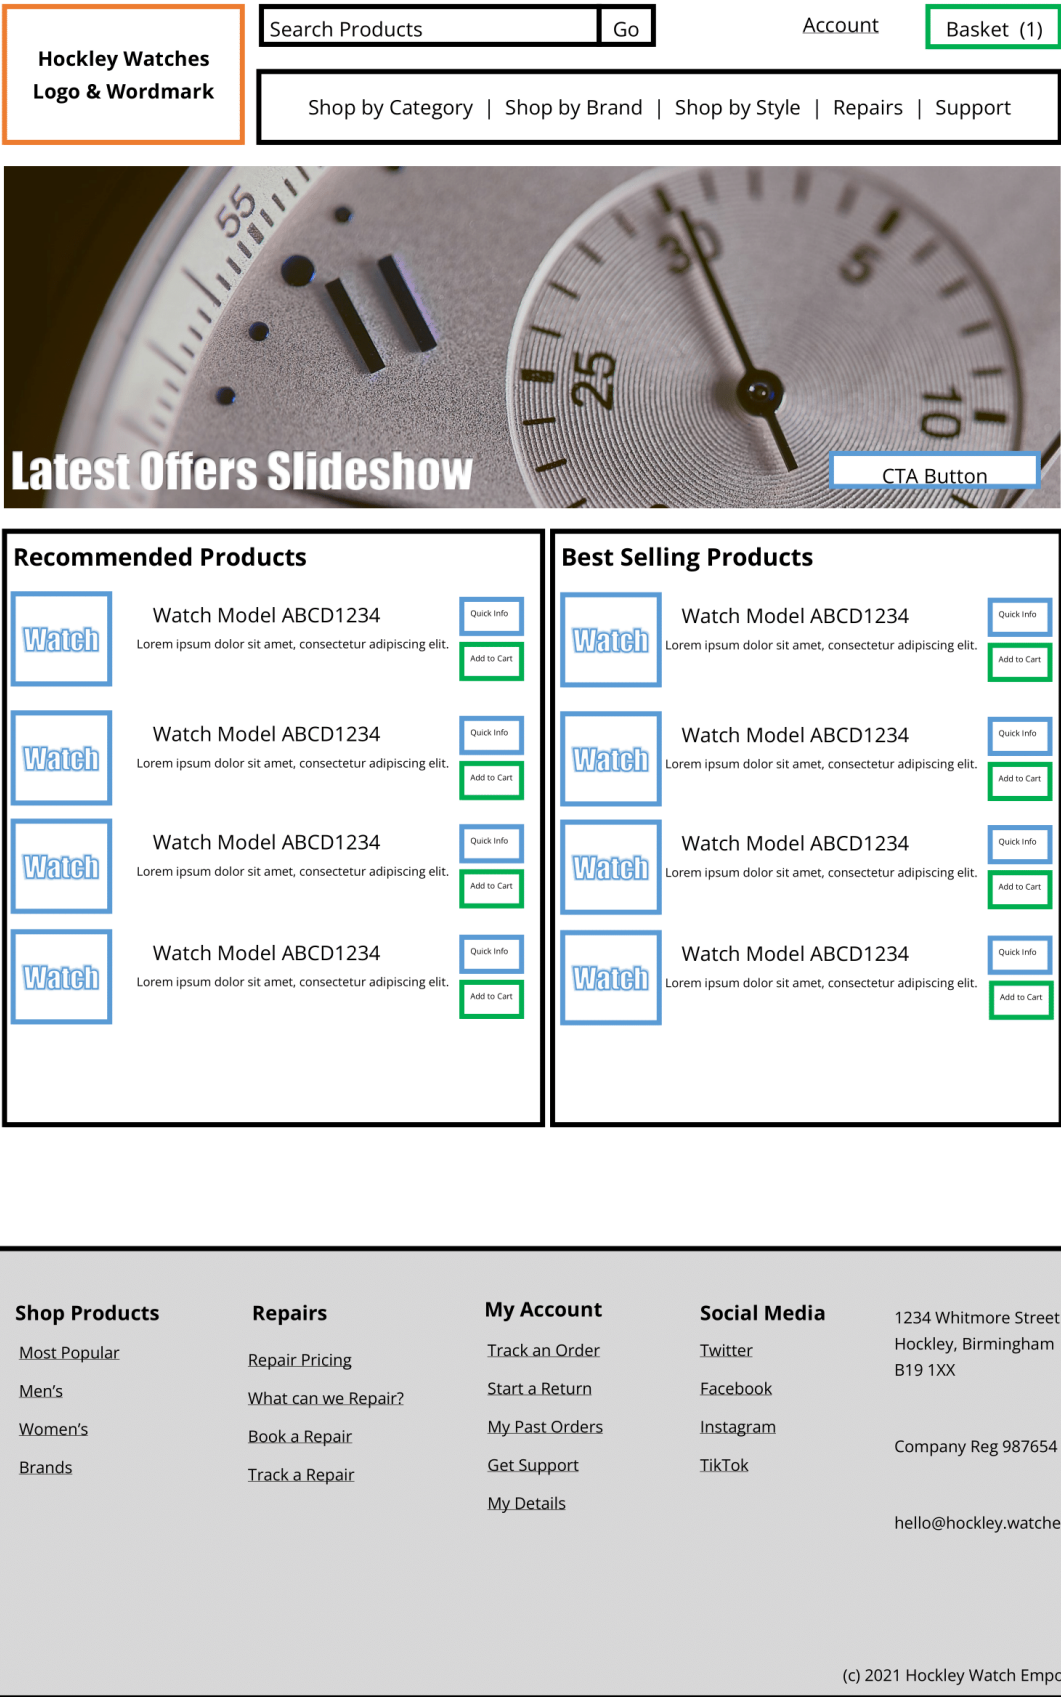 Hockley Watches
Logo & Wordmark
Search Products
Go
Account
Basket (1)
Shop by Category | Shop by Brand | Shop by Style | Repairs | Support
55
30
5
25
10
Latest Offers Slideshow
CTA Button
Recommended Products
Watch
Watch Model ABCD1234
Lorem ipsum dolor sit amet, consectetur adipiscing elit.
Quick Info
Add to Cart
Watch
Watch Model ABCD1234
Lorem ipsum dolor sit amet, consectetur adipiscing elit.
Quick Info
Add to Cart
Watch
Watch Model ABCD1234
Lorem ipsum dolor sit amet, consectetur adipiscing elit.
Quick Info
Add to Cart
Watch
Watch Model ABCD1234
Lorem ipsum dolor sit amet, consectetur adipiscing elit.
Quick Info
Add to Cart
Best Selling Products
Watch
Watch Model ABCD1234
Lorem ipsum dolor sit amet, consectetur adipiscing elit.
Quick Info
Add to Cart
Watch
Watch Model ABCD1234
Lorem ipsum dolor sit amet, consectetur adipiscing elit.
Quick Info
Add to Cart
Watch
Watch Model ABCD1234
Lorem ipsum dolor sit amet, consectetur adipiscing elit.
Quick Info
Add to Cart
Watch
Watch Model ABCD1234
Lorem ipsum dolor sit amet, consectetur adipiscing elit.
Quick Info
Add to Cart
Shop Products
Most Popular
Men’s
Women’s
Brands
Repairs
Repair Pricing
What can we Repair?
Book a Repair
Track a Repair
My Account
Track an Order
Start a Return
My Past Orders
Get Support
My Details
Social Media
Twitter
Facebook
Instagram
TikTok
1234 Whitmore Street
Hockley, Birmingham
B19 1XX
Company Reg 987654
hello@hockley.watche
(c) 2021 Hockley Watch Empo